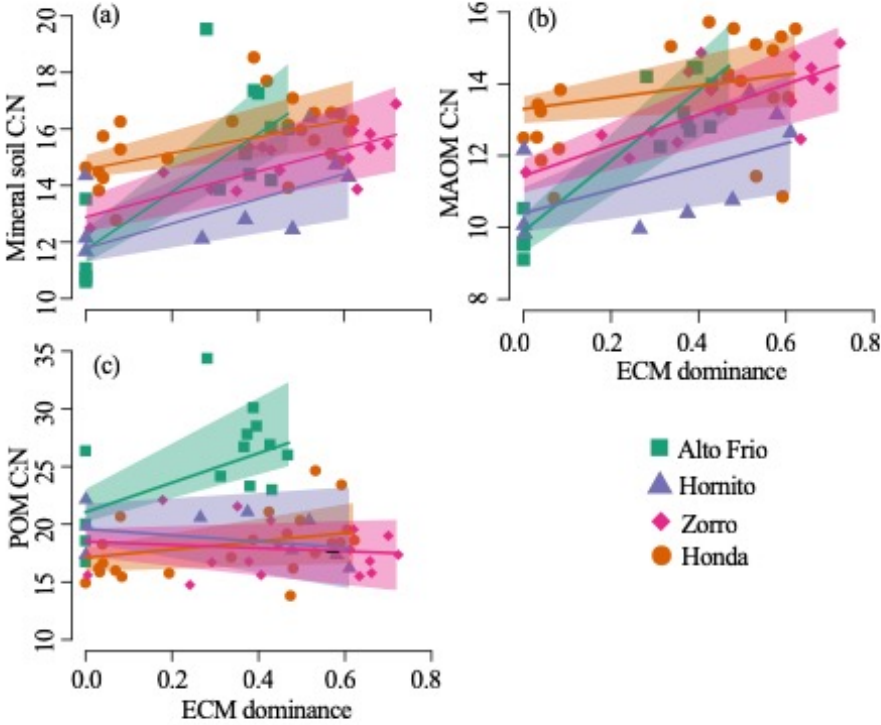 (a)
Mineral soil C:N
20
18
16
14
12
10
(b)
MAOM C:N
16
14
12
10
8
0.0 0.2 0.4 0.6 0.8
ECM dominance
(c)
POM C:N
35
30
25
20
15
10
0.0 0.2 0.4 0.6 0.8
ECM dominance
Alto Frio
Hornito
Zorro
Honda